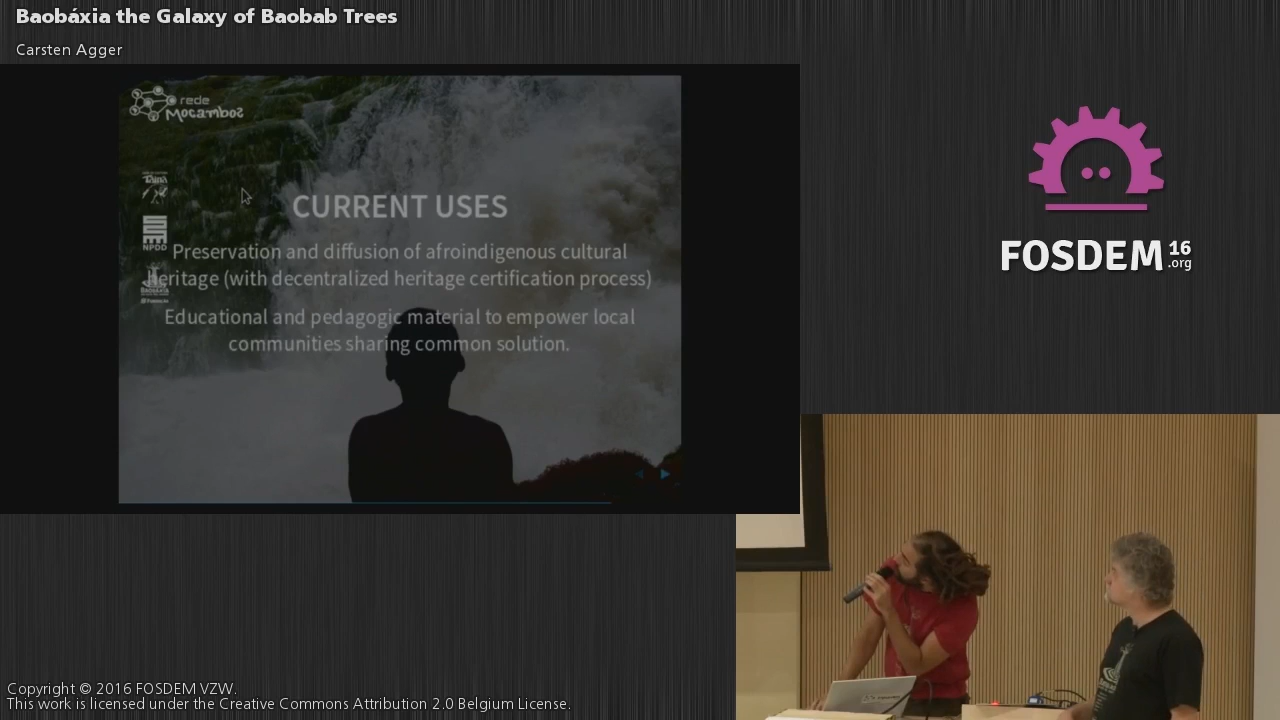 Baobáxia the Galaxy of Baobab Trees
Carsten Agger
rede
Mocambos
Tainã
NPDD
CURRENT USES
Preservation and diffusion of afroindigenous cultural
heritage (with decentralized heritage certification process)
Educational and pedagogic material to empower local
communities sharing common solution.
FOSDEM 16
.org
Copyright © 2016 FOSDEM VZW.
This work is licensed under the Creative Commons Attribution 2.0 Belgium License.